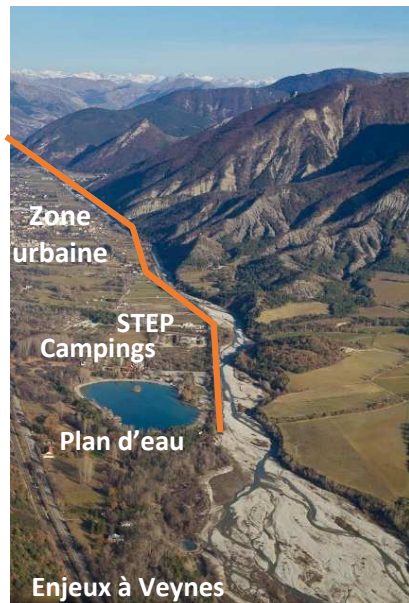 Zone
urbaine
STEP
Campings
Plan d'eau
Enjeux à Veynes